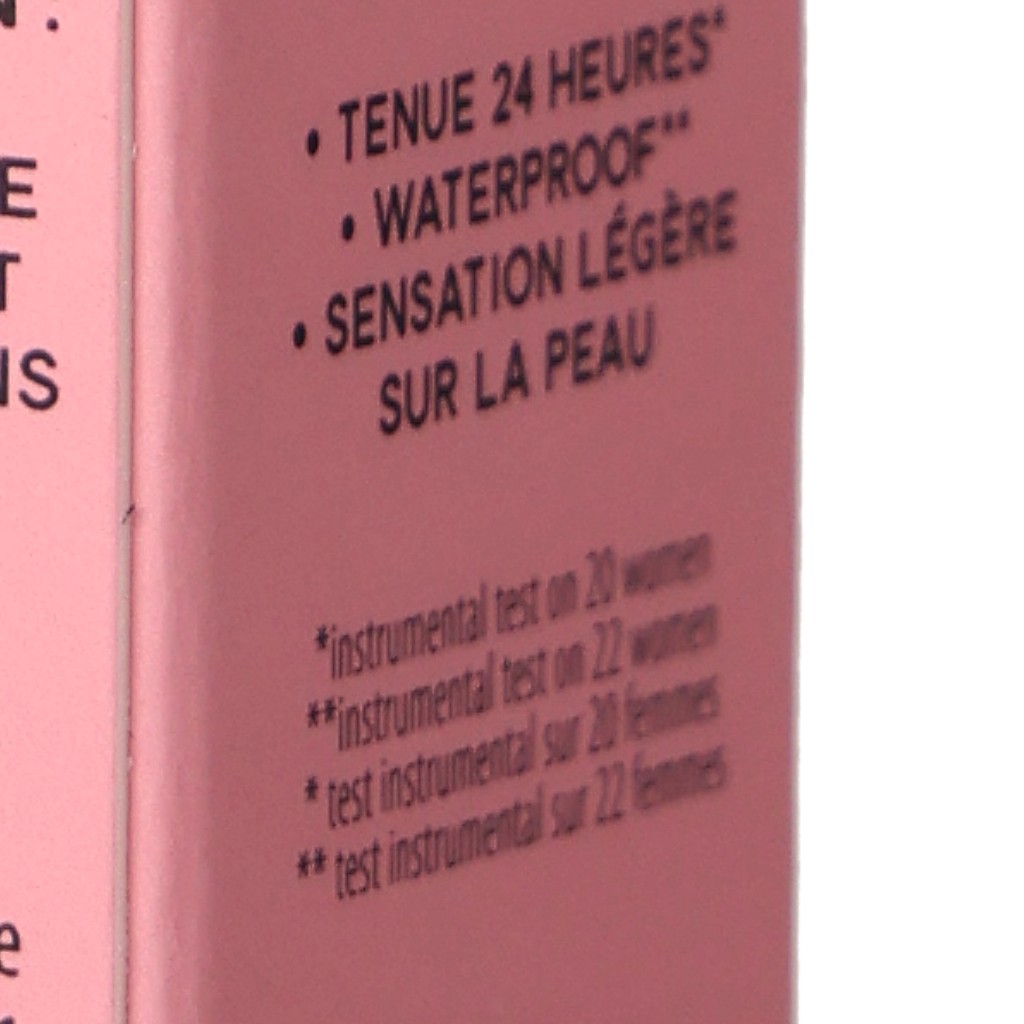 • TENUE 24 HEURES*
• WATERPROOF**
• SENSATION LÉGÈRE
SUR LA PEAU
*instrumental test on 20 women
**instrumental test on 22 women
* test instrumental sur 20 femmes
** test instrumental sur 22 femmes